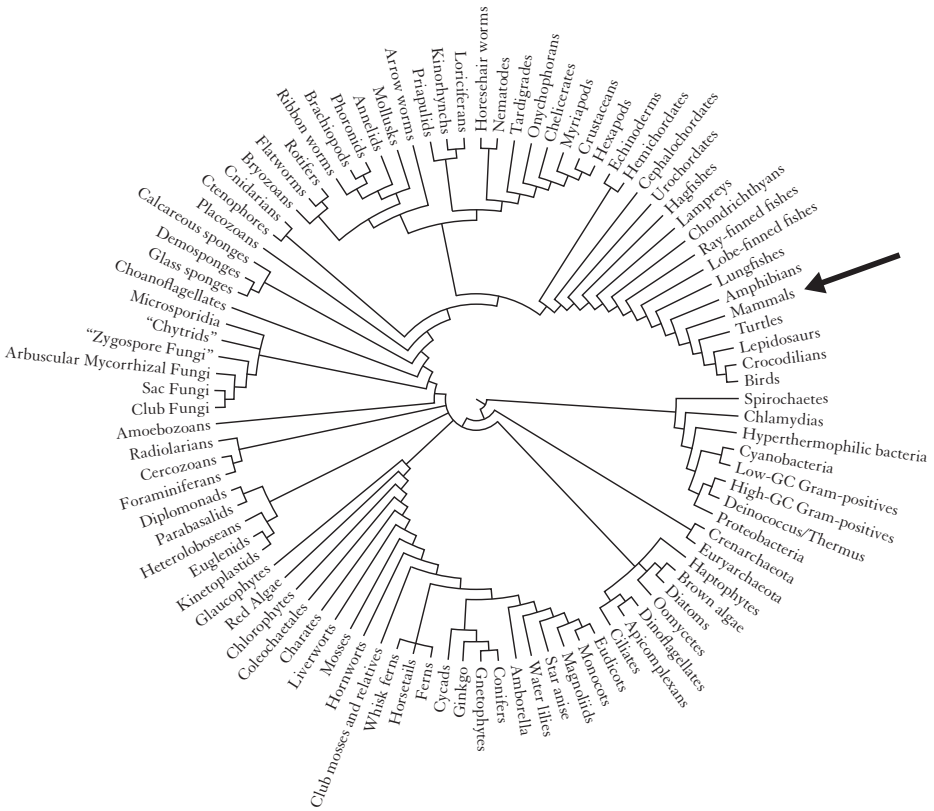 Horesehair worms
Nematodes
Tardigrades
Onychophorans
Chelicerates
Myriapods
Crustaceans
Hexapods
Echinoderms
Hemichordates
Cephalochordates
Urochordates
Hagfishes
Lampreys
Chondrichthyans
Ray-finned fishes
Lobe-finned fishes
Lungfishes
Amphibians
Mammals
Turtles
Lepidosaurs
Crocodilians
Birds
Spirochaetes
Chlamydias
Hyperthermophilic bacteria
Cyanobacteria
Low-GC Gram-positives
High-GC Gram-positives
Deinococcus/Thermus
Proteobacteria
Crenarchaeota
Euryarchaeota
Haptophytes
Brown algae
Diatoms
Oomycetes
Dinoflagellates
Apicomplexans
Ciliates
Eudicots
Monocots
Magnoliids
Star anise
Water lilies
Amborella
Conifers
Gnetophytes
Ginkgo
Cycads
Ferns
Horsetails
Whisk ferns
Club mosses and relatives
Hornworts
Mosses
Liverworts
Charates
Coleochaetales
Chlorophytes
Red Algae
Glaucophytes
Kinetoplastids
Euglenids
Heteroloboseans
Parabasalids
Diplomonads
Foraminiferans
Cercozoans
Radiolarians
Amoebozoans
Club Fungi
Sac Fungi
Arbuscular Mycorrhizal Fungi
“Zygospore Fungi”
“Chytrids”
Microsporidia
Choanoflagellates
Glass sponges
Demosponges
Calcareous sponges
Placozoans
Ctenophores
Cnidarians
Bryozoans
Flatworms
Rotifers
Ribbon worms
Brachiopods
Phoronids
Annelids
Mollusks
Arrow worms
Priapulids
Kinorhynchs
Loriciferans